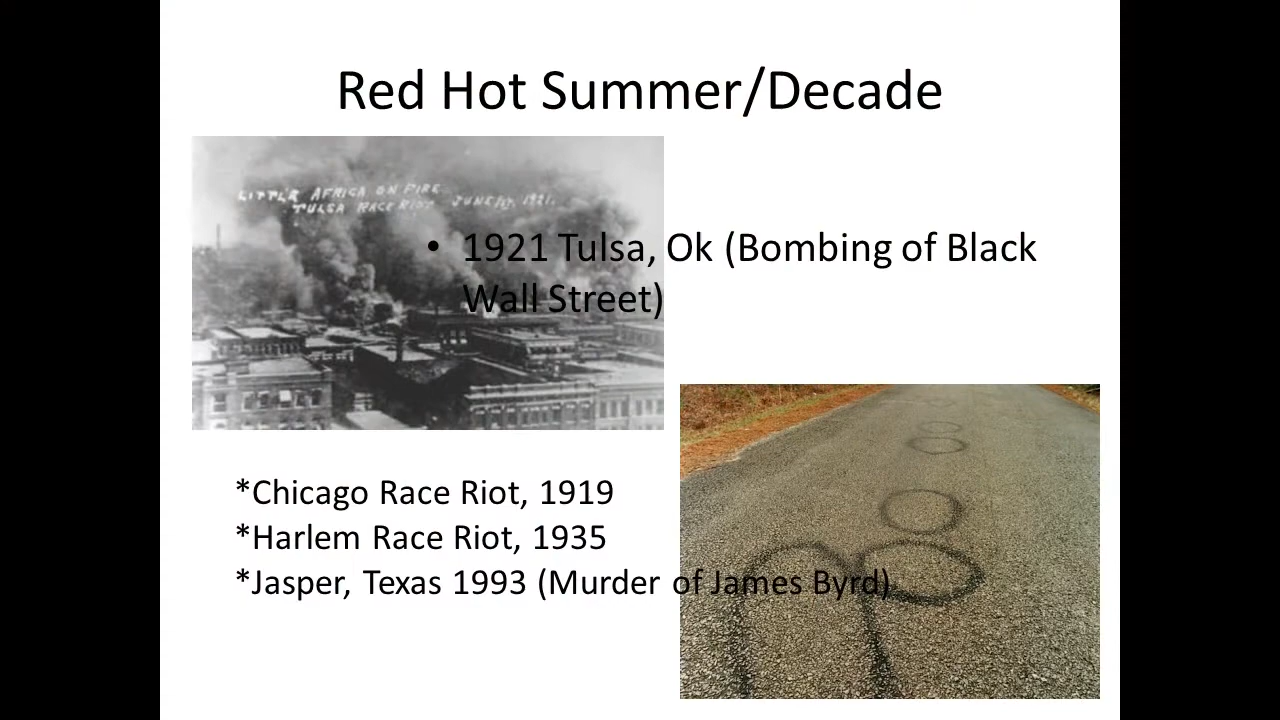 Red Hot Summer/Decade
LITTLE AFRICA ON FIRE
TULSA RACE RIOT JUNE 1ST, 1921.
• 1921 Tulsa, Ok (Bombing of Black
Wall Street)
*Chicago Race Riot, 1919
*Harlem Race Riot, 1935
*Jasper, Texas 1993 (Murder of James Byrd)